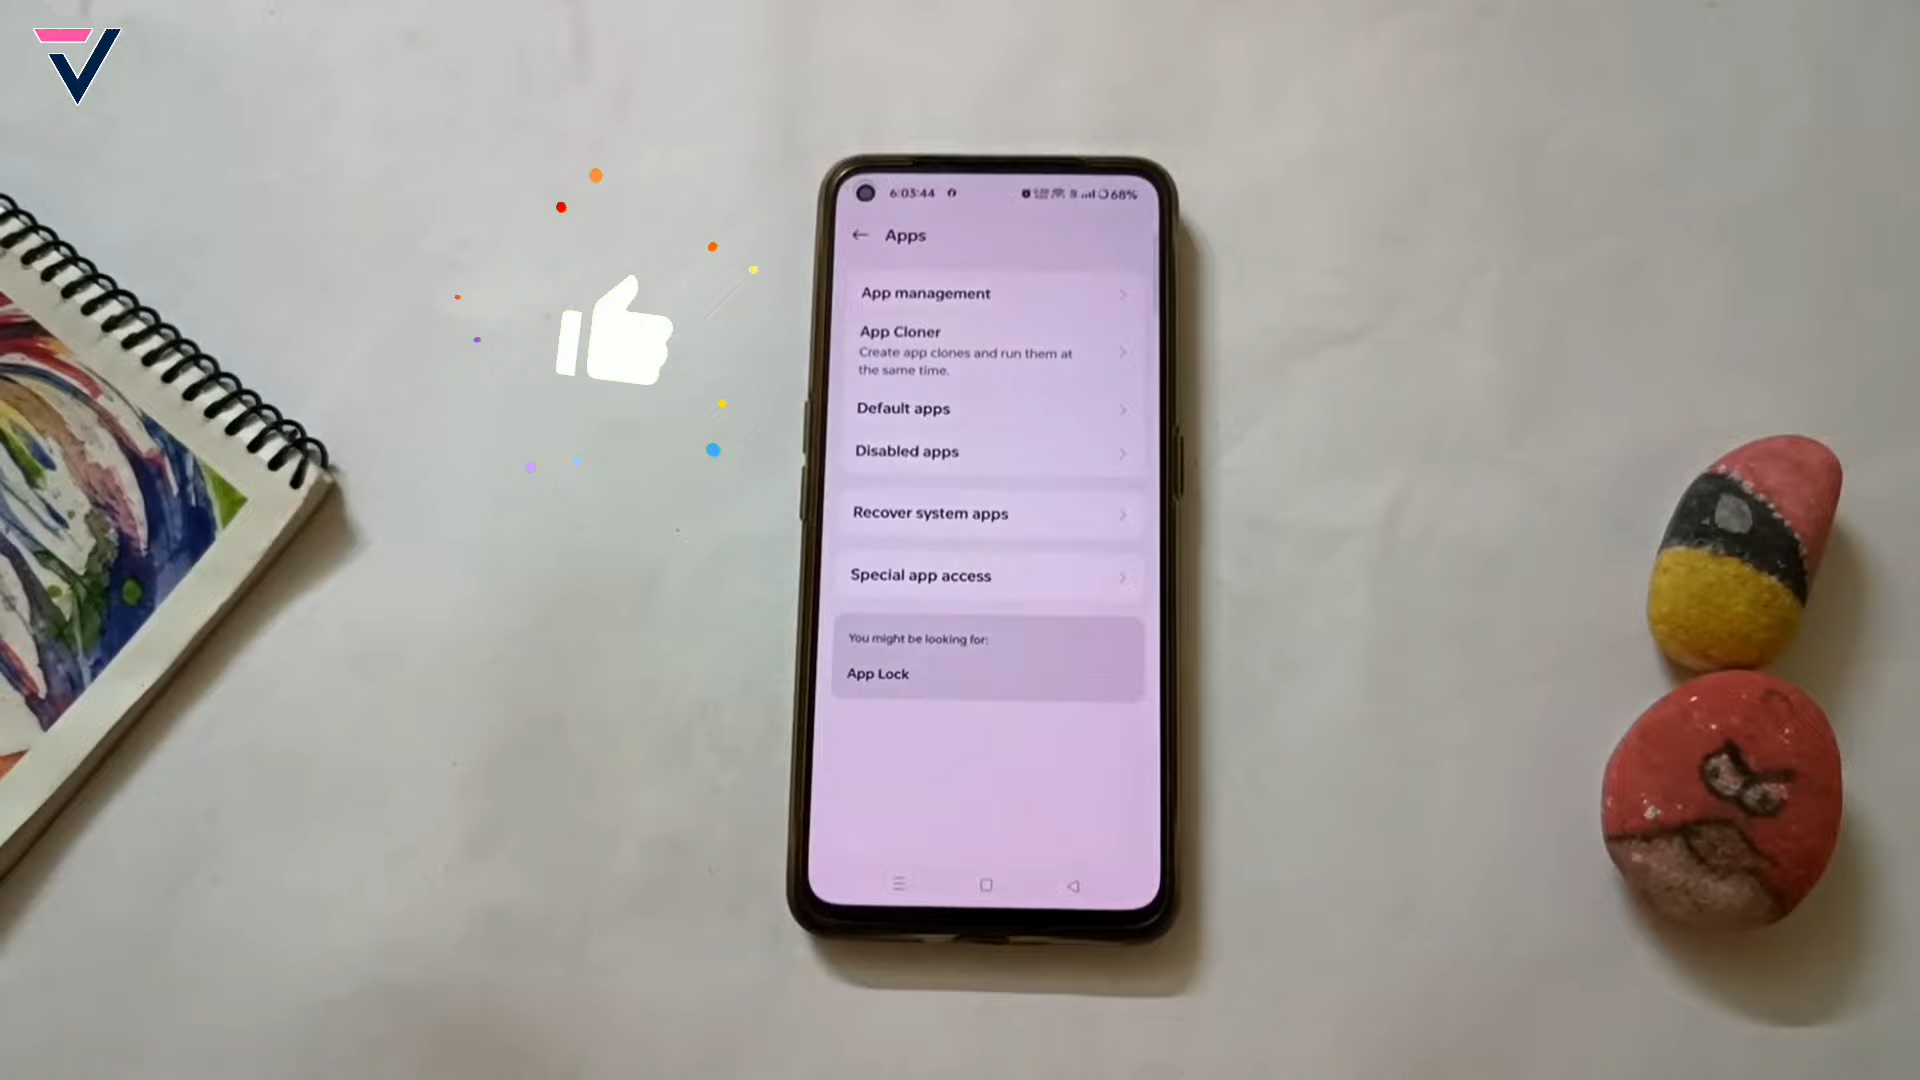 6:03:44
68%
Apps
App management
App Cloner
Create app clones and run them at
the same time.
Default apps
Disabled apps
Recover system apps
Special app access
You might be looking for:
App Lock